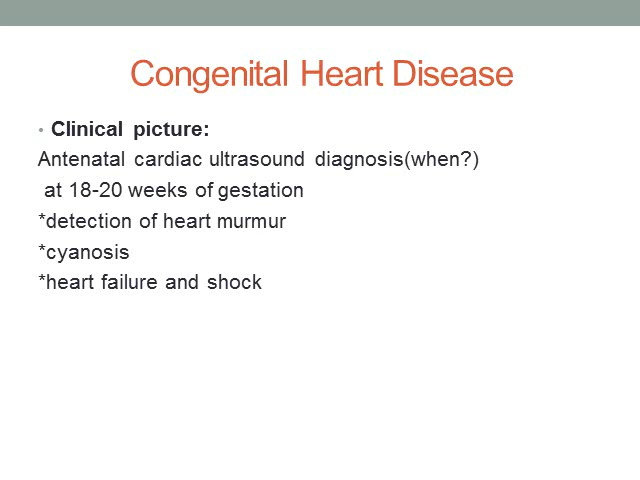 Congenital Heart Disease
• Clinical picture:
Antenatal cardiac ultrasound diagnosis(when?)
at 18-20 weeks of gestation
*detection of heart murmur
*cyanosis
*heart failure and shock